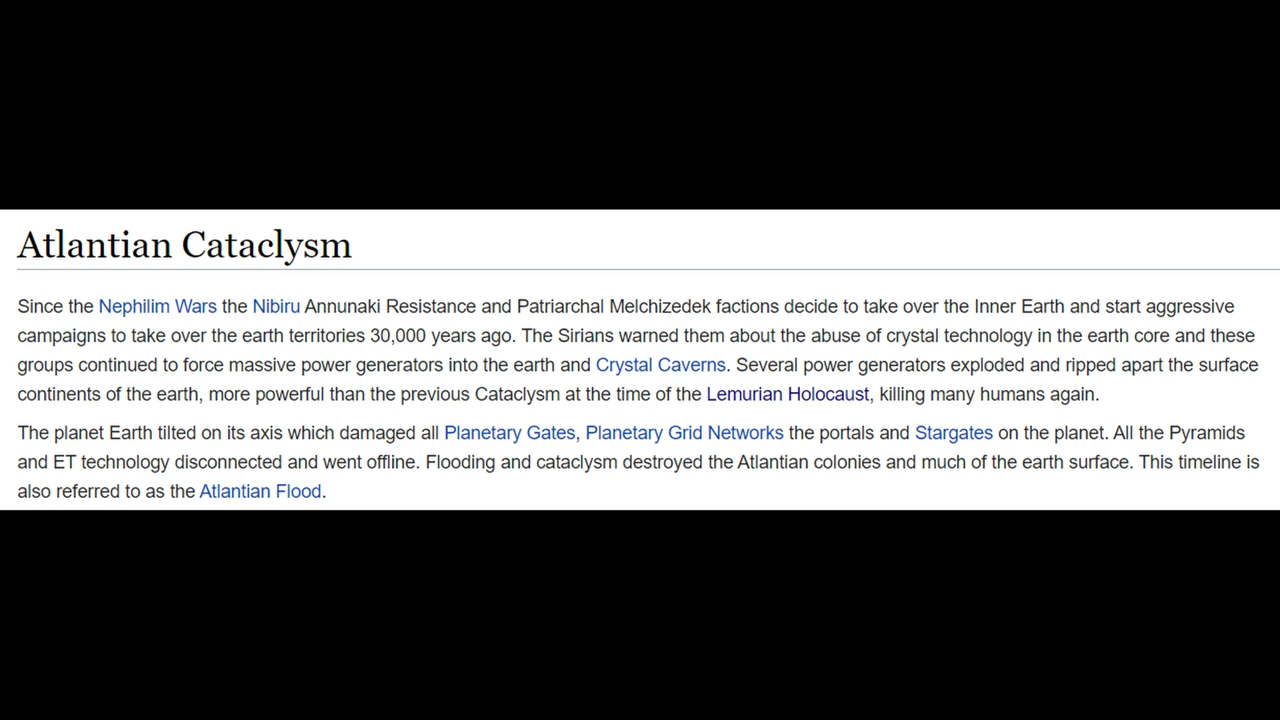 Atlantian Cataclysm
Since the Nephilim Wars the Nibiru Annunaki Resistance and Patriarchal Melchizedek factions decide to take over the Inner Earth and start aggressive
campaigns to take over the earth territories 30,000 years ago. The Sirians warned them about the abuse of crystal technology in the earth core and these
groups continued to force massive power generators into the earth and Crystal Caverns. Several power generators exploded and ripped apart the surface
continents of the earth, more powerful than the previous Cataclysm at the time of the Lemurian Holocaust, killing many humans again.
The planet Earth tilted on its axis which damaged all Planetary Gates, Planetary Grid Networks the portals and Stargates on the planet. All the Pyramids
and ET technology disconnected and went offline. Flooding and cataclysm destroyed the Atlantian colonies and much of the earth surface. This timeline is
also referred to as the Atlantian Flood.